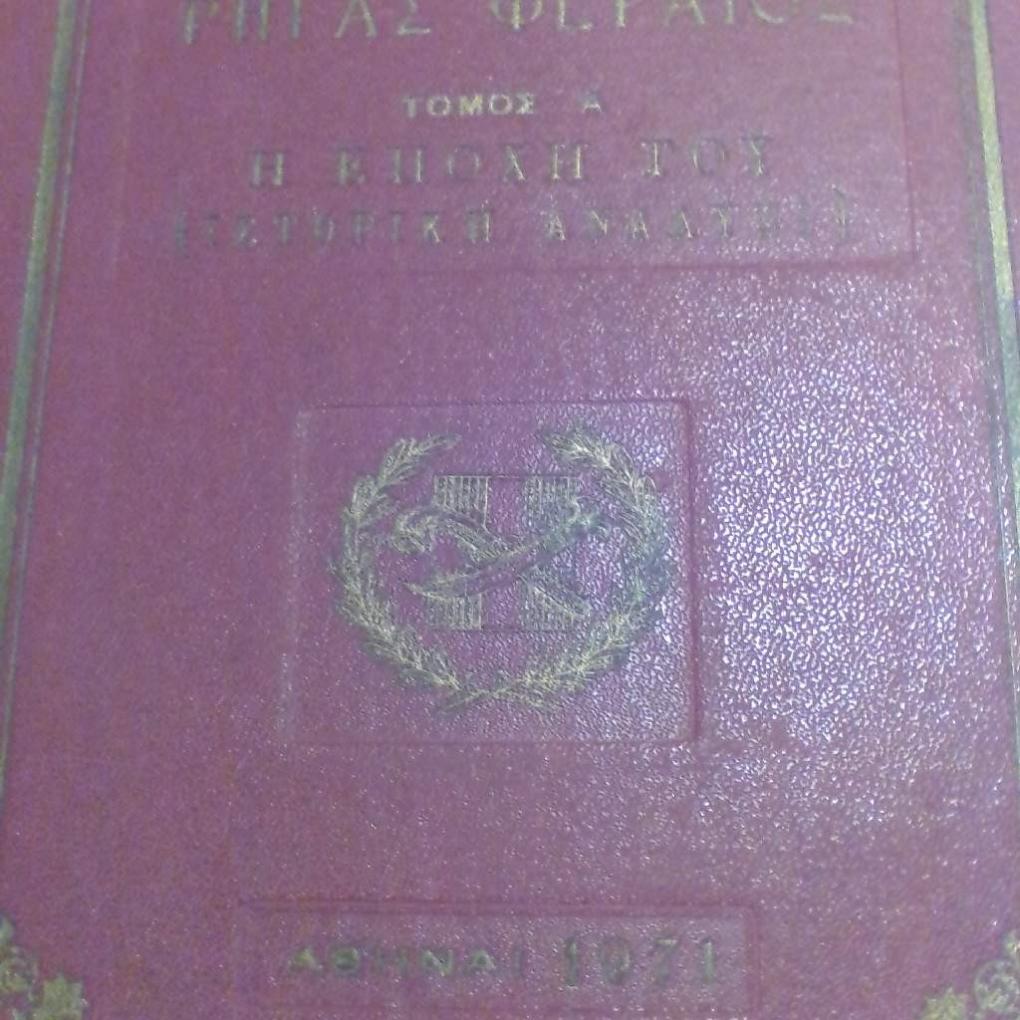 ΡΗΓΑΣ ΦΕΡΑΙΟΣ
ΤΟΜΟΣ Α
Η ΕΠΟΧΗ ΤΟΥ
(ΙΣΤΟΡΙΚΗ ΑΝΑΛΥΣΙΣ)
ΑΘΗΝΑΙ 1971